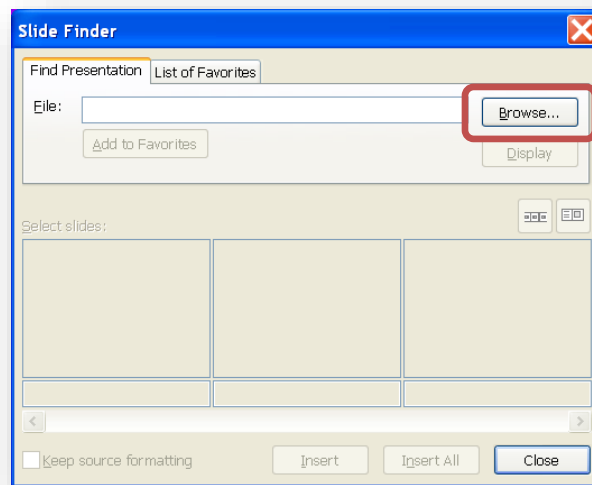 Slide Finder
Find Presentation List of Favorites
File: Browse...
Add to Favorites Display
Select slides:
Keep source formatting Insert Insert All Close